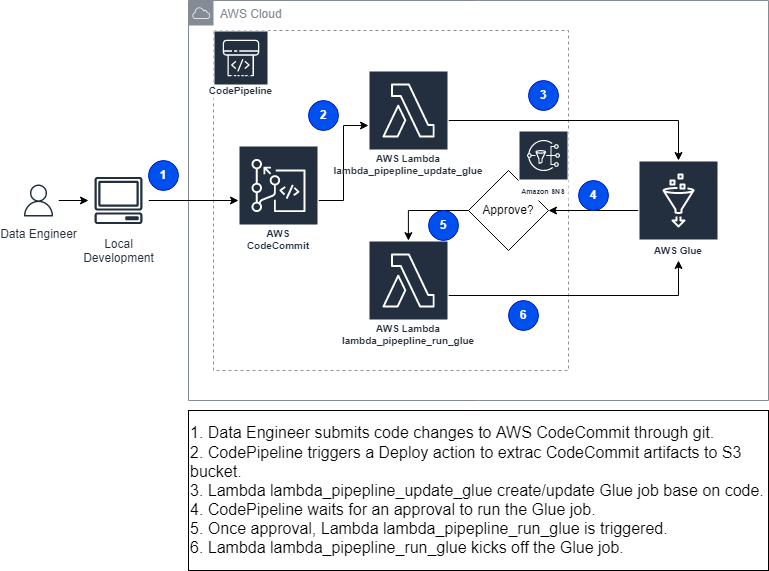 AWS Cloud
CodePipeline
2
3
AWS Lambda
lambda_pipepline_update_glue
Amazon SNS
1
4
Approve?
5
Data Engineer
Local
Development
AWS
CodeCommit
AWS Glue
6
AWS Lambda
lambda_pipepline_run_glue
1. Data Engineer submits code changes to AWS CodeCommit through git.
2. CodePipeline triggers a Deploy action to extrac CodeCommit artifacts to S3
bucket.
3. Lambda lambda_pipepline_update_glue create/update Glue job base on code.
4. CodePipeline waits for an approval to run the Glue job.
5. Once approval, Lambda lambda_pipepline_run_glue is triggered.
6. Lambda lambda_pipepline_run_glue kicks off the Glue job.